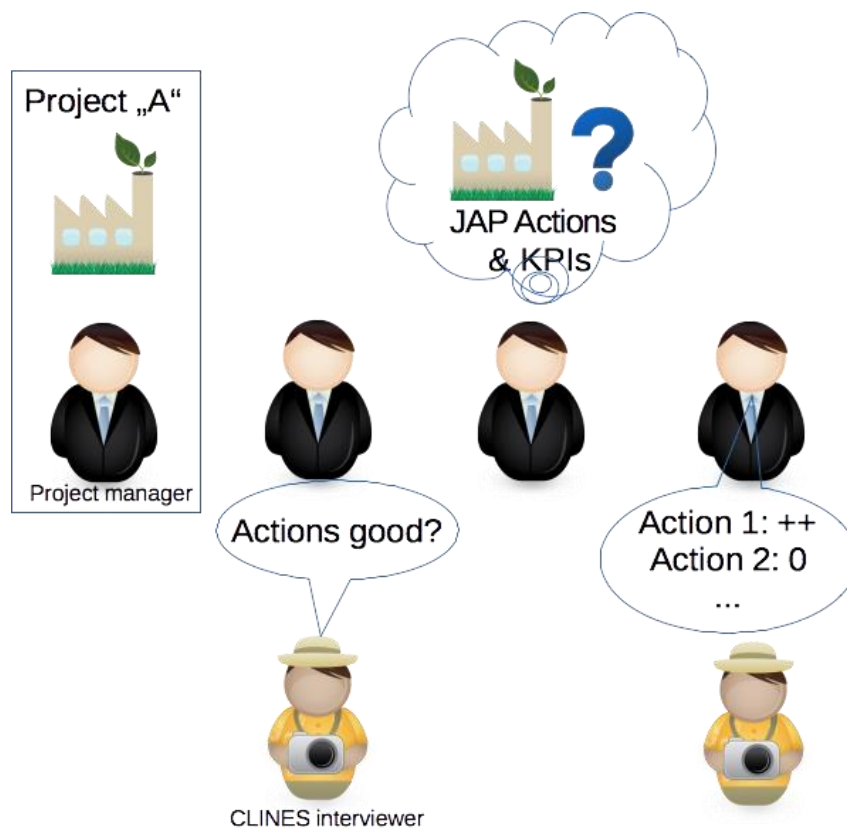 Project „A“
?
JAP Actions
& KPIs
Project manager
Actions good?
Action 1: ++
Action 2: 0
...
CLINES interviewer